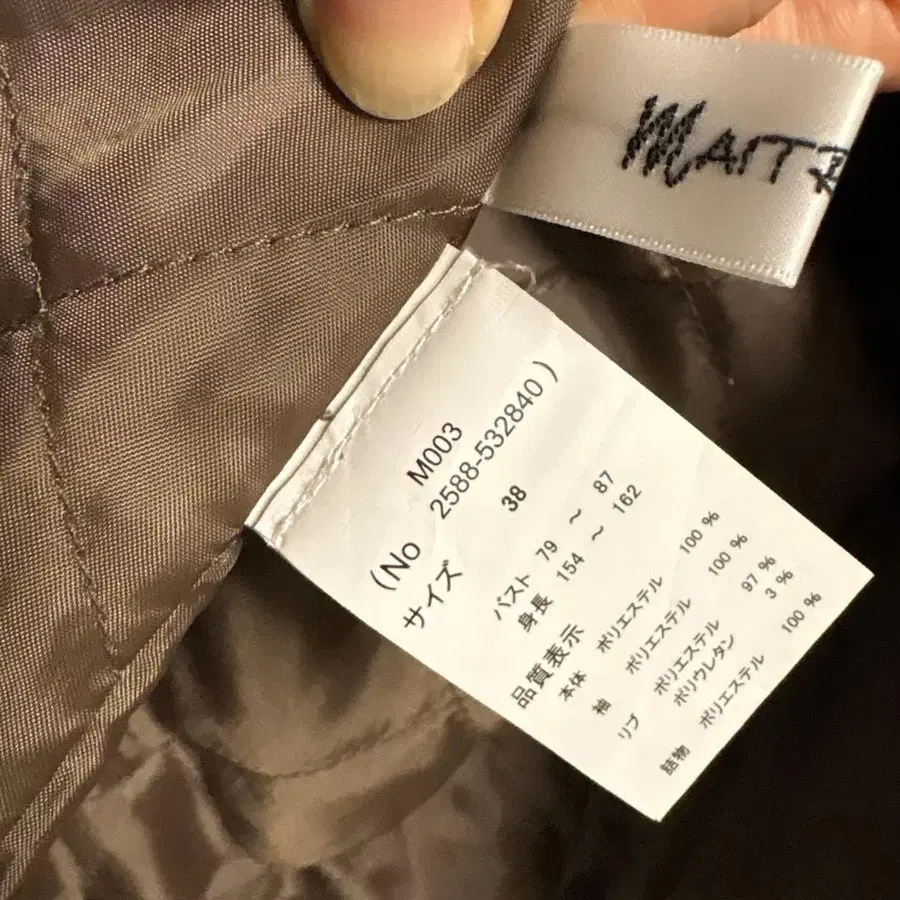 MAIT
M003
(No 2588-532840 )
サイズ 38
バスト 79 ～ 87
身長 154 ～ 162
品質表示
本体 ポリエステル 100 %
袖 ポリエステル 100 %
リブ ポリエステル 97 %
ポリウレタン 3 %
詰物 ポリエステル 100 %